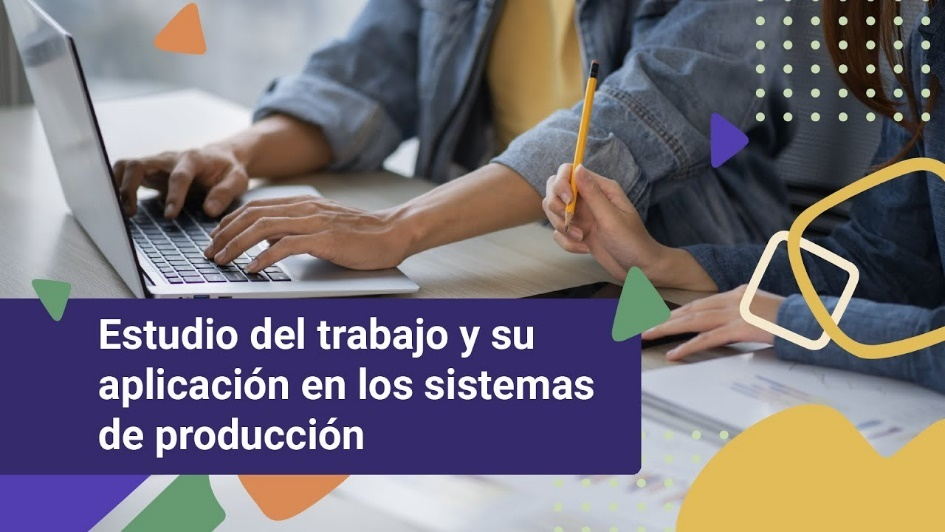 Estudio del trabajo y su
aplicación en los sistemas
de producción